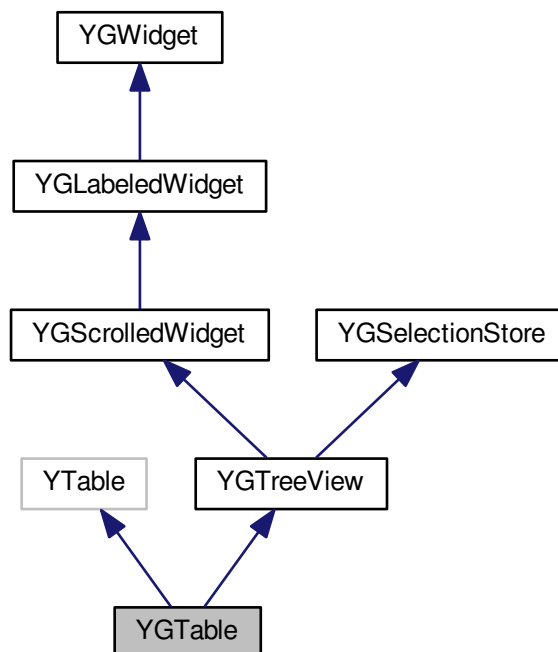 YGWidget
YGLabeledWidget
YGScrolledWidget
YGSelectionStore
YTable
YGTreeView
YGTable